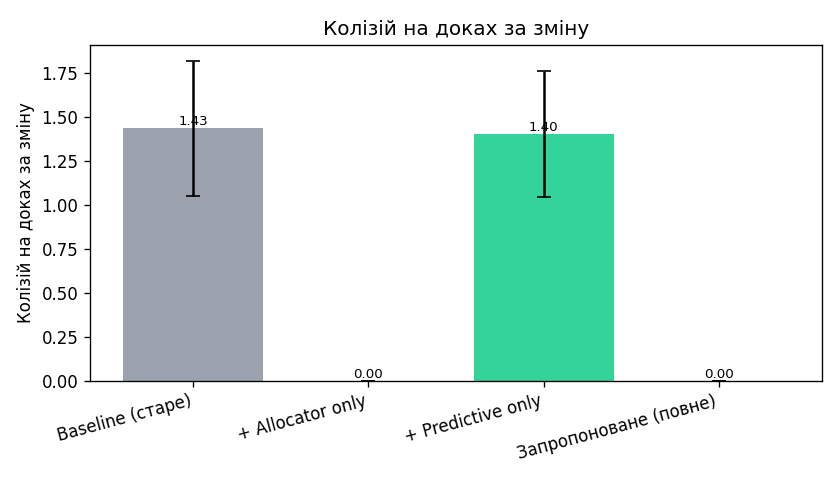 Колізій на доках за зміну
Колізій на доках за зміну
1.75
1.50
1.25
1.00
0.75
0.50
0.25
0.00
1.43
0.00
1.40
0.00
Baseline (старе)
+ Allocator only
+ Predictive only
Запропоноване (повне)